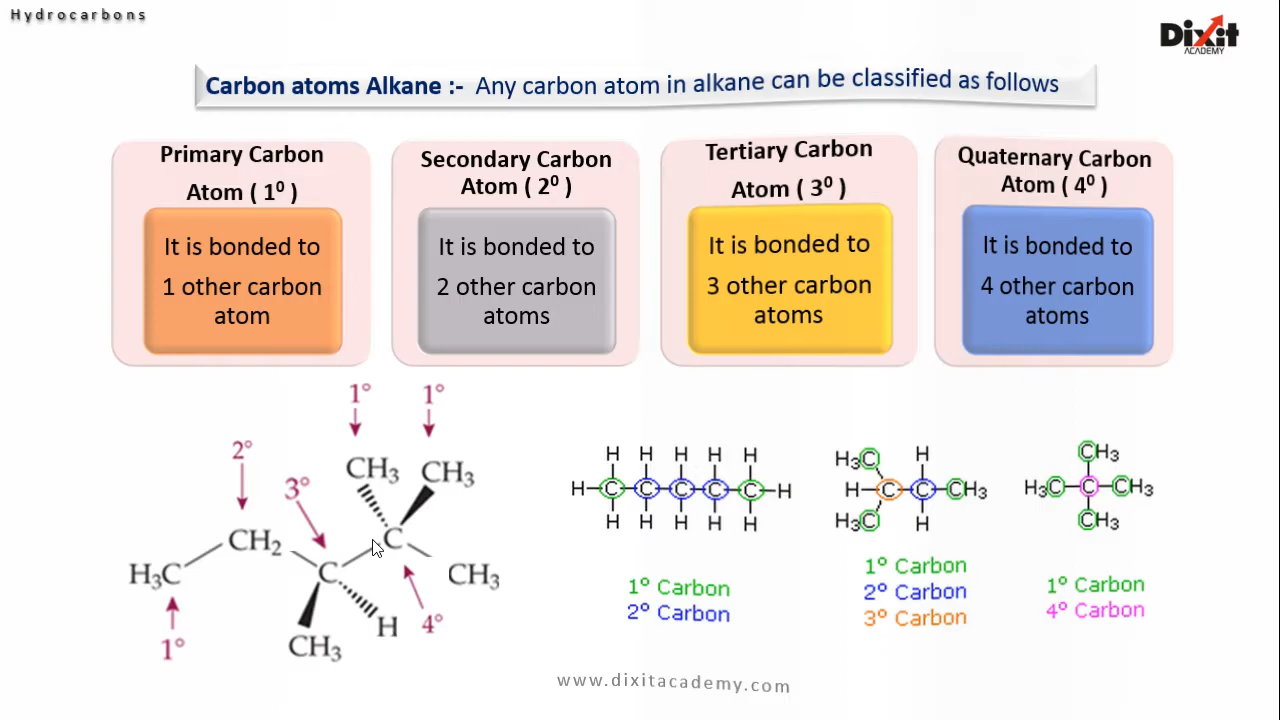 Hydrocarbons
Dixit
ACADEMY
Carbon atoms Alkane :- Any carbon atom in alkane can be classified as follows
Primary Carbon
Atom ( 1⁰ )
It is bonded to
1 other carbon
atom
Secondary Carbon
Atom ( 2⁰ )
It is bonded to
2 other carbon
atoms
Tertiary Carbon
Atom ( 3⁰ )
It is bonded to
3 other carbon
atoms
Quaternary Carbon
Atom ( 4⁰ )
It is bonded to
4 other carbon
atoms
1° 1°
2°
CH₃ CH₃
3°
CH₂ C
H₃C C CH₃
H 4°
1° CH₃
H H H H H
H C C C C C H
H H H H H
1° Carbon
2° Carbon
H₃C H
H C C CH₃
H₃C H
1° Carbon
2° Carbon
3° Carbon
CH₃
H₃C C CH₃
CH₃
1° Carbon
4° Carbon
www.dixitacademy.com